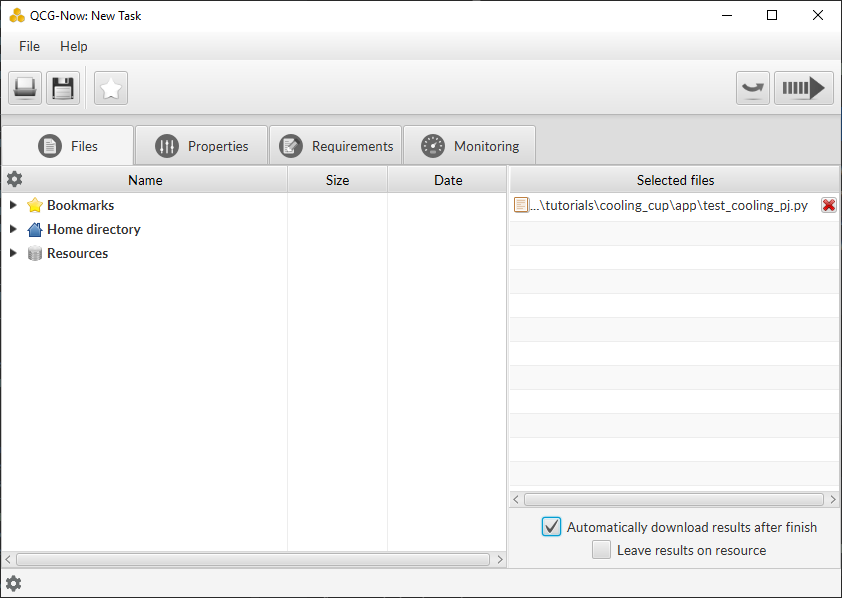 QCG-Now: New Task
File Help
Files Properties Requirements Monitoring
Name Size Date Selected files
Bookmarks ...\tutorials\cooling_cup\app\test_cooling_pj.py
Home directory
Resources
Automatically download results after finish
Leave results on resource